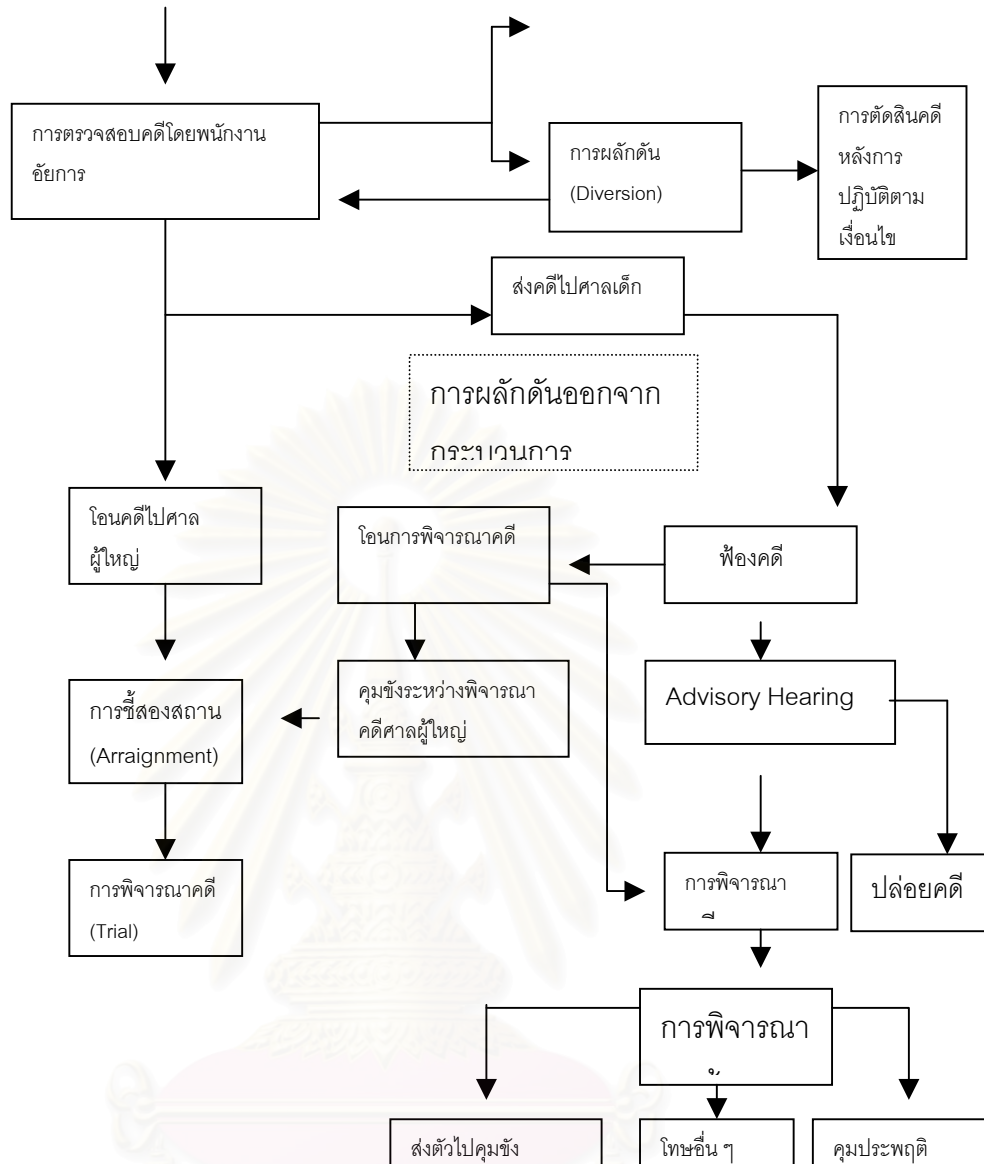 การตรวจสอบคดีโดยพนักงาน
อัยการ
การผลักดัน
(Diversion)
การตัดสินคดี
หลังการ
ปฏิบัติตาม
เงื่อนไข
ส่งคดีไปศาลเด็ก
การผลักดันออกจาก
กระบวนการ
โอนคดีไปศาล
ผู้ใหญ่
โอนการพิจารณาคดี
ฟ้องคดี
การชี้สองสถาน
(Arraignment)
คุมขังระหว่างพิจารณา
คดีศาลผู้ใหญ่
Advisory Hearing
การพิจารณาคดี
(Trial)
การพิจารณา
ปล่อยคดี
การพิจารณา
ส่งตัวไปคุมขัง
โทษอื่น ๆ
คุมประพฤติ